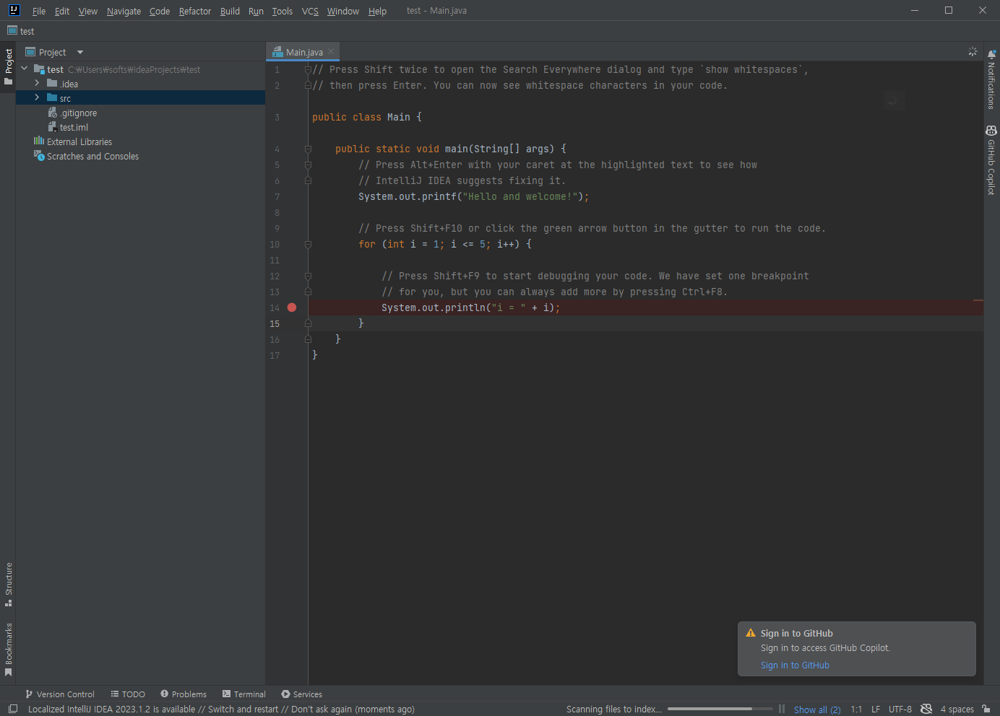 IJ File Edit View Navigate Code Refactor Build Run Tools VCS Window Help test - Main.java
test
Project
Project
test C:₩Users₩softs₩IdeaProjects₩test
.idea
src
.gitignore
test.iml
External Libraries
Scratches and Consoles
Structure
Bookmarks
Main.java
1 // Press Shift twice to open the Search Everywhere dialog and type `show whitespaces`,
2 // then press Enter. You can now see whitespace characters in your code.
3 public class Main {
4 public static void main(String[] args) {
5 // Press Alt+Enter with your caret at the highlighted text to see how
6 // IntelliJ IDEA suggests fixing it.
7 System.out.printf("Hello and welcome!");
8
9 // Press Shift+F10 or click the green arrow button in the gutter to run the code.
10 for (int i = 1; i <= 5; i++) {
11
12 // Press Shift+F9 to start debugging your code. We have set one breakpoint
13 // for you, but you can always add more by pressing Ctrl+F8.
14 System.out.println("i = " + i);
15 }
16 }
17 }
Notifications
GitHub Copilot
Sign in to GitHub
Sign in to access GitHub Copilot.
Sign in to GitHub
Version Control TODO Problems Terminal Services
Localized IntelliJ IDEA 2023.1.2 is available // Switch and restart // Don't ask again (moments ago) Scanning files to index... Show all (2) 1:1 LF UTF-8 4 spaces